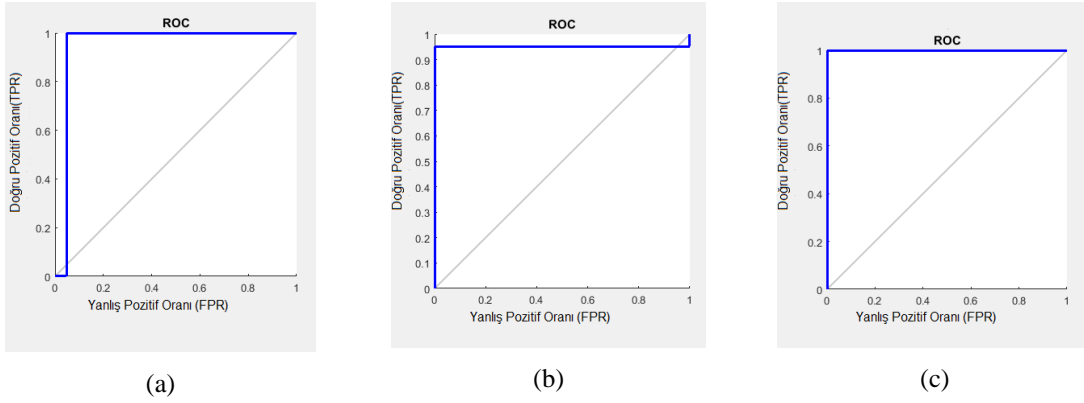 ROC
1
0.8
0.6
0.4
0.2
0
0 0.2 0.4 0.6 0.8 1
Doğru Pozitif Oranı(TPR)
Yanlış Pozitif Oranı (FPR)
(a)
ROC
1
0.9
0.8
0.7
0.6
0.5
0.4
0.3
0.2
0.1
0
0 0.2 0.4 0.6 0.8 1
Doğru Pozitif Oranı(TPR)
Yanlış Pozitif Oranı (FPR)
(b)
ROC
1
0.8
0.6
0.4
0.2
0
0 0.2 0.4 0.6 0.8 1
Doğru Pozitif Oranı(TPR)
Yanlış Pozitif Oranı (FPR)
(c)